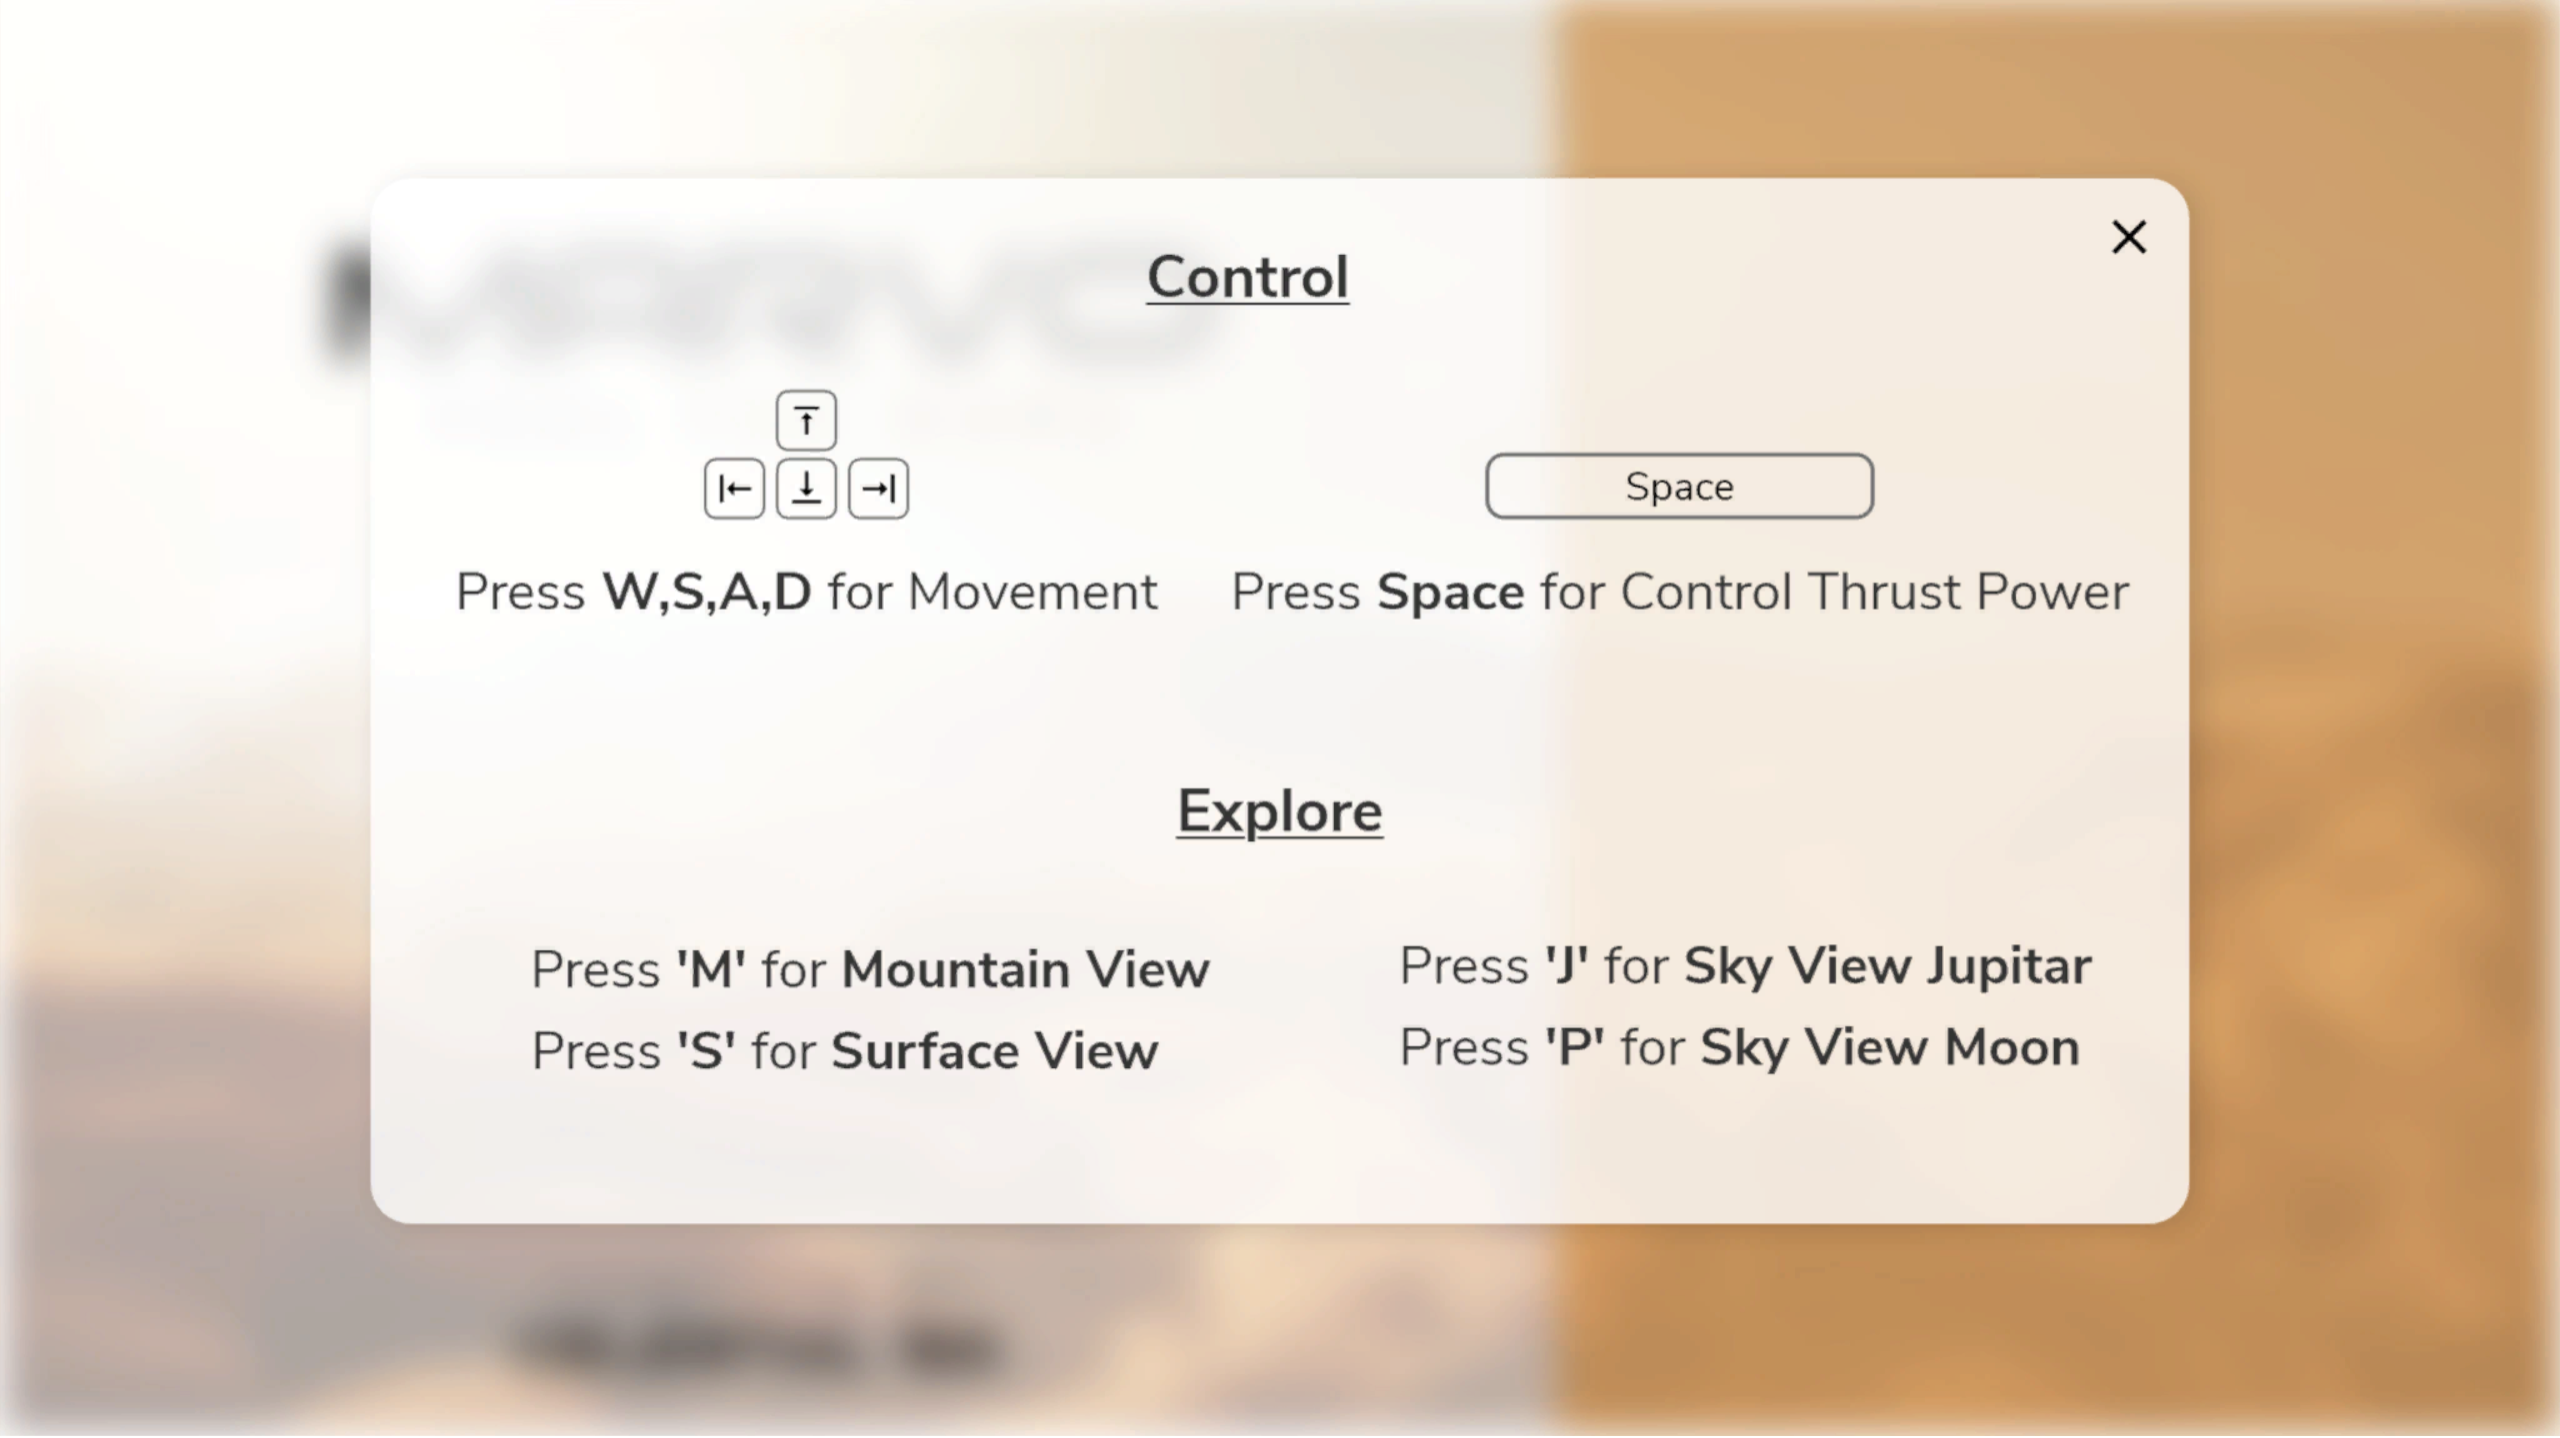 Control
Space
Press W,S,A,D for Movement
Press Space for Control Thrust Power
Explore
Press 'M' for Mountain View
Press 'S' for Surface View
Press 'J' for Sky View Jupitar
Press 'P' for Sky View Moon